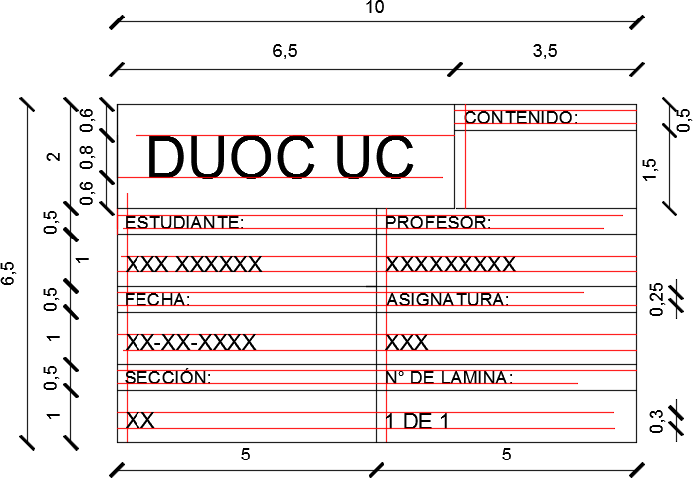 10
6,5 3,5
0,6 CONTENIDO: 0,5
2 0,8 DUOC UC 1,5
0,6
0,5 ESTUDIANTE: PROFESOR:
6,5 1 XXX XXXXXX XXXXXXXXX
0,5 FECHA: ASIGNATURA: 0,25
1 XX-XX-XXXX XXX
0,5 SECCIÓN: N° DE LAMINA:
1 XX 1 DE 1 0,3
5 5